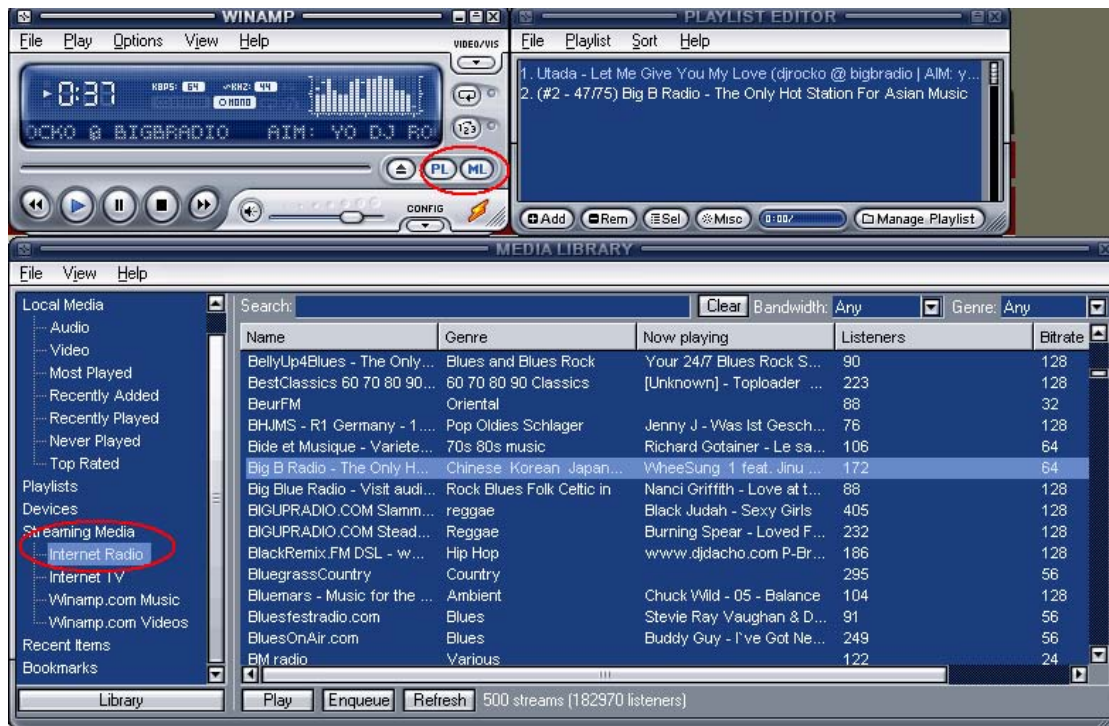 WINAMP
File Play Options View Help
VIDEO/VIS
0:37
KBPS: 64 KHZ: 44
MONO
OCKO @ BIGBRADIO AIM: YO DJ RO
123
PL ML
CONFIG
PLAYLIST EDITOR
File Playlist Sort Help
1. Utada - Let Me Give You My Love (djrocko @ bigbradio | AIM: y...
2. (#2 - 47/75) Big B Radio - The Only Hot Station For Asian Music
Add Rem Sel Misc 0:00/ Manage Playlist
MEDIA LIBRARY
File View Help
Local Media
Audio
Video
Most Played
Recently Added
Recently Played
Never Played
Top Rated
Playlists
Devices
Streaming Media
Internet Radio
Internet TV
Winamp.com Music
Winamp.com Videos
Recent Items
Bookmarks
Library
Search: Clear Bandwidth: Any Genre: Any
Name Genre Now playing Listeners Bitrate
BellyUp4Blues - The Only... Blues and Blues Rock Your 24/7 Blues Rock S... 90 128
BestClassics 60 70 80 90... 60 70 80 90 Classics [Unknown] - Toploader ... 223 128
BeurFM Oriental 88 32
BHJMS - R1 Germany - 1.... Pop Oldies Schlager Jenny J - Was Ist Gesch... 76 128
Bide et Musique - Variete... 70s 80s music Richard Gotainer - Le sa... 106 64
Big B Radio - The Only H... Chinese Korean Japan... WheeSung 1 feat. Jinu ... 172 64
Big Blue Radio - Visit audi... Rock Blues Folk Celtic in Nanci Griffith - Love at t... 88 128
BIGUPRADIO.COM Slamm... reggae Black Judah - Sexy Girls 405 128
BIGUPRADIO.COM Stead... Reggae Burning Spear - Loved F... 232 128
BlackRemix.FM DSL - w... Hip Hop www.djdacho.com P-Br... 186 128
BluegrassCountry Country 295 56
Bluemars - Music for the ... Ambient Chuck Wild - 05 - Balance 104 128
Bluesfestradio.com Blues Stevie Ray Vaughan & D... 91 56
BluesOnAir.com Blues Buddy Guy - I`ve Got Ne... 249 56
BM radio Various 122 24
Play Enqueue Refresh 500 streams (182970 listeners)